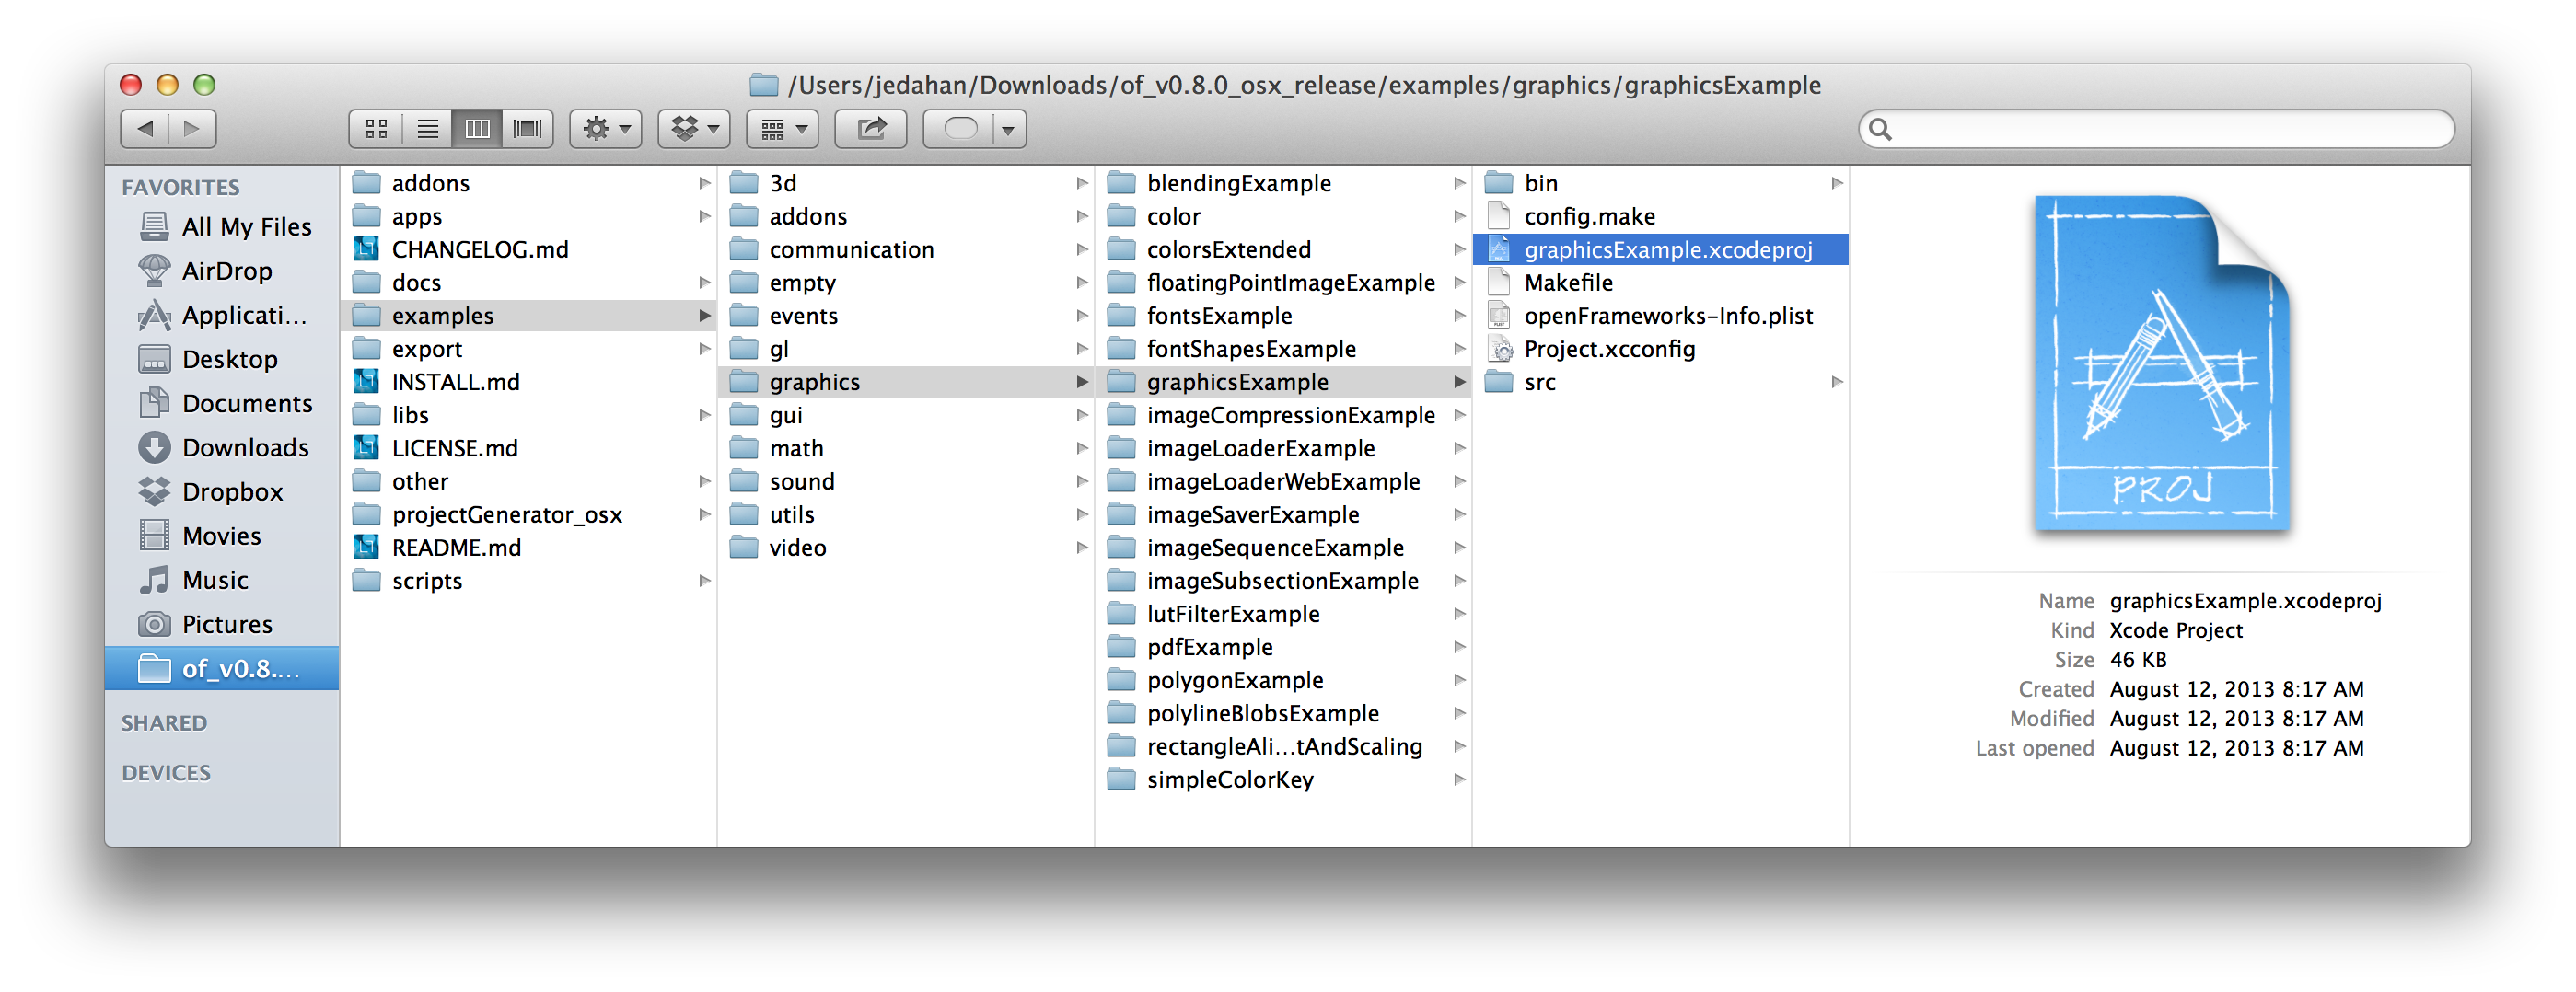 /Users/jedahan/Downloads/of_v0.8.0_osx_release/examples/graphics/graphicsExample
FAVORITES
All My Files
AirDrop
Applicati...
Desktop
Documents
Downloads
Dropbox
Movies
Music
Pictures
of_v0.8....
SHARED
DEVICES
addons
apps
CHANGELOG.md
docs
examples
export
INSTALL.md
libs
LICENSE.md
other
projectGenerator_osx
README.md
scripts
3d
addons
communication
empty
events
gl
graphics
gui
math
sound
utils
video
blendingExample
color
colorsExtended
floatingPointImageExample
fontsExample
fontShapesExample
graphicsExample
imageCompressionExample
imageLoaderExample
imageLoaderWebExample
imageSaverExample
imageSequenceExample
imageSubsectionExample
lutFilterExample
pdfExample
polygonExample
polylineBlobsExample
rectangleAli...tAndScaling
simpleColorKey
bin
config.make
graphicsExample.xcodeproj
Makefile
openFrameworks-Info.plist
Project.xcconfig
src
PROJ
Name graphicsExample.xcodeproj
Kind Xcode Project
Size 46 KB
Created August 12, 2013 8:17 AM
Modified August 12, 2013 8:17 AM
Last opened August 12, 2013 8:17 AM